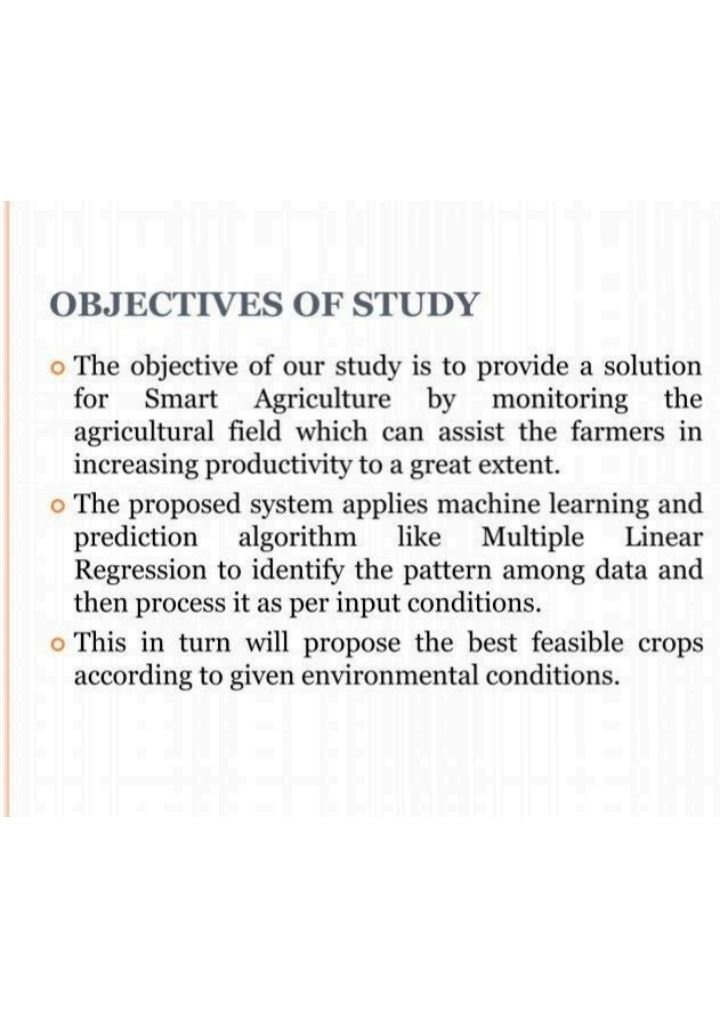 OBJECTIVES OF STUDY
The objective of our study is to provide a solution
for Smart Agriculture by monitoring the
agricultural field which can assist the farmers in
increasing productivity to a great extent.
The proposed system applies machine learning and
prediction algorithm like Multiple Linear
Regression to identify the pattern among data and
then process it as per input conditions.
This in turn will propose the best feasible crops
according to given environmental conditions.